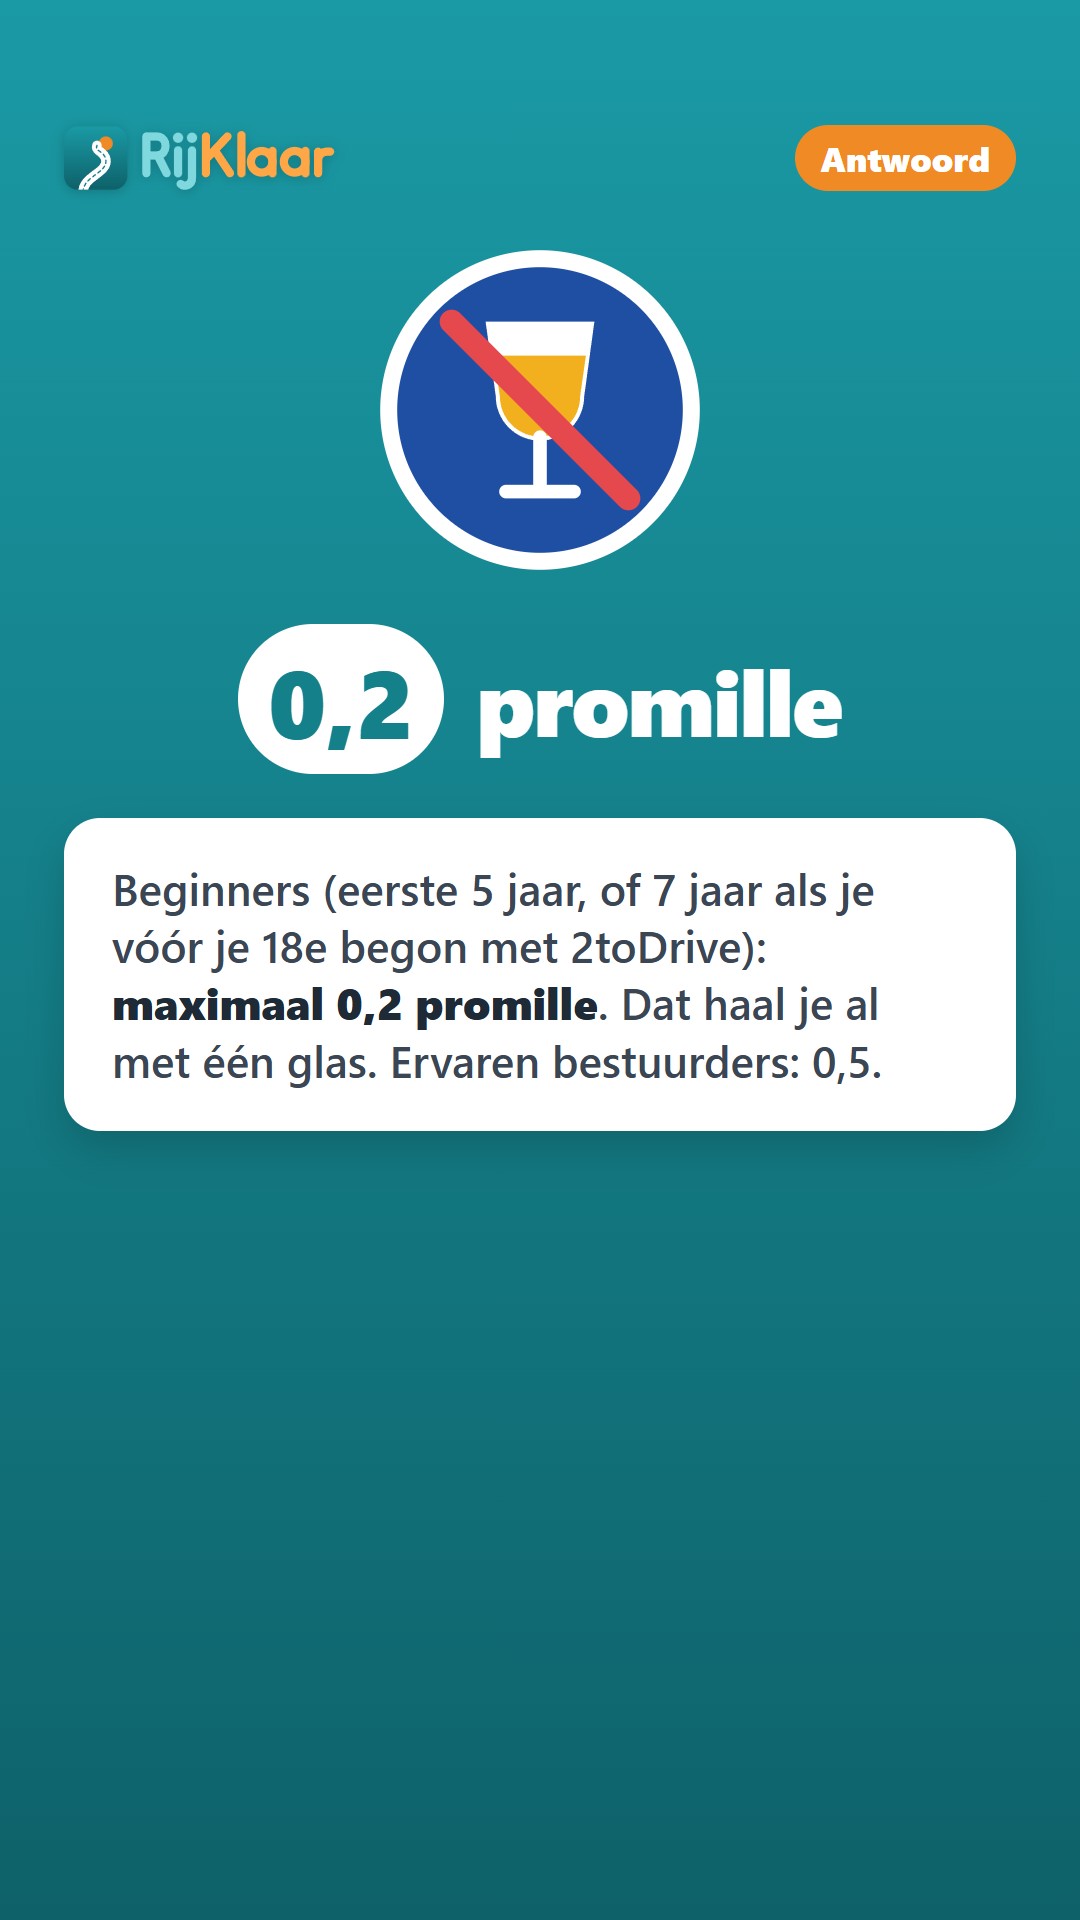 RijKlaar
Antwoord
0,2 promille
Beginners (eerste 5 jaar, of 7 jaar als je
vóór je 18e begon met 2toDrive):
maximaal 0,2 promille. Dat haal je al
met één glas. Ervaren bestuurders: 0,5.